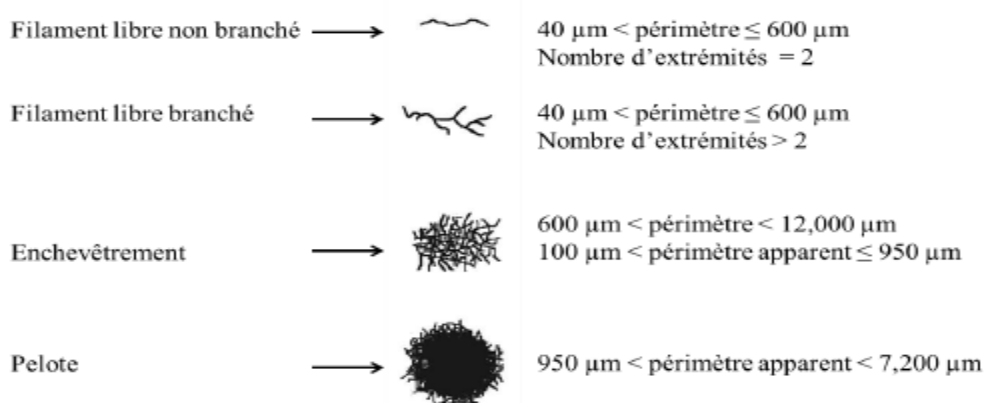 Filament libre non branché
40 µm < périmètre ≤ 600 µm
Nombre d’extrémités = 2
Filament libre branché
40 µm < périmètre ≤ 600 µm
Nombre d’extrémités > 2
600 µm < périmètre < 12,000 µm
Enchevêtrement
100 µm < périmètre apparent ≤ 950 µm
Pelote
950 µm < périmètre apparent < 7,200 µm